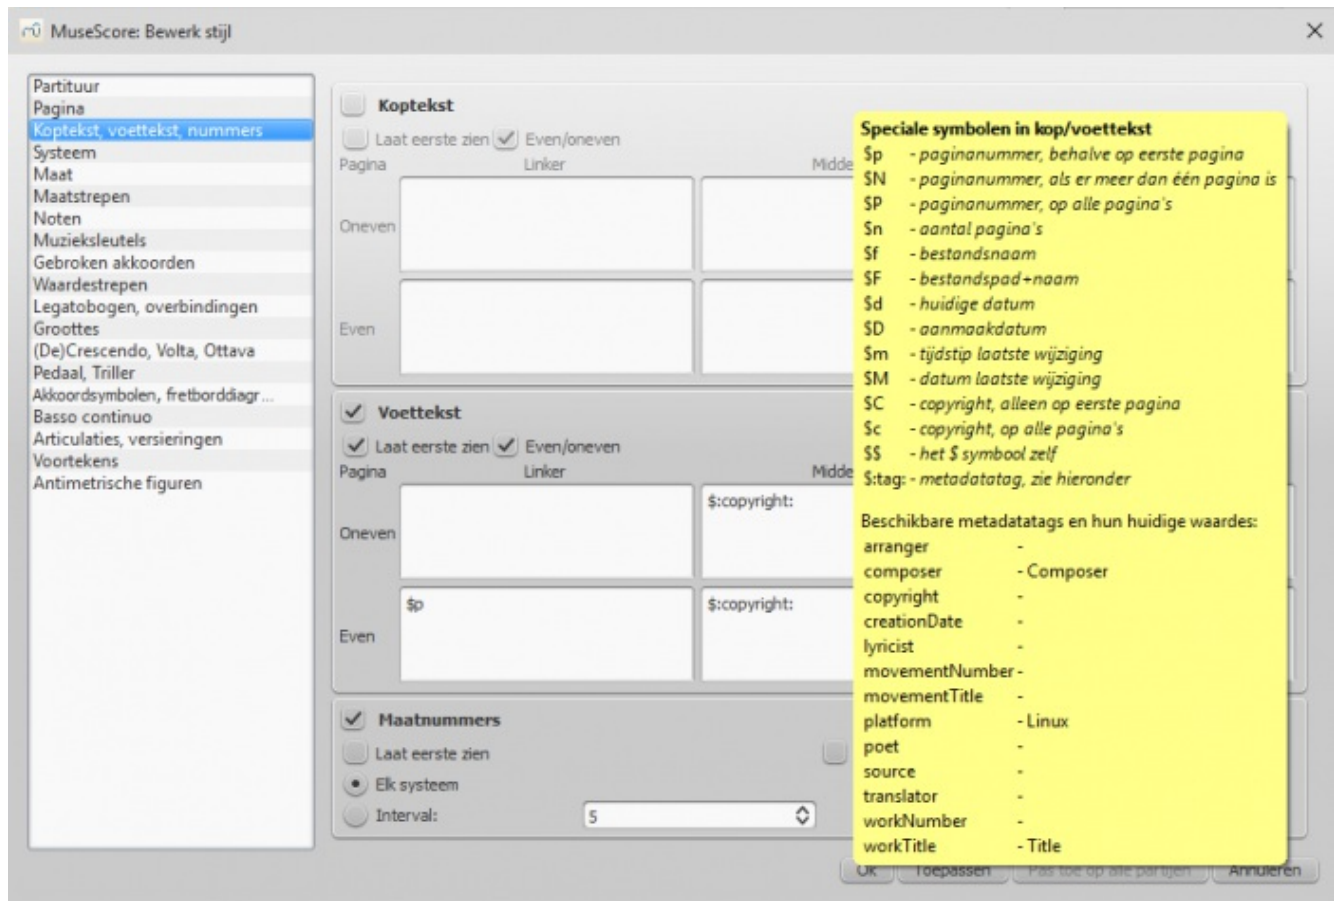 MuseScore: Bewerk stijl
Partituur
Pagina
Koptekst, voettekst, nummers
Systeem
Maat
Maatstrepen
Noten
Muzieksleutels
Gebroken akkoorden
Waardestrepen
Legatobogen, overbindingen
Groottes
(De)Crescendo, Volta, Ottava
Pedaal, Triller
Akkoordsymbolen, fretborddiagr...
Basso continuo
Articulaties, versieringen
Voortekens
Antimetrische figuren
Koptekst
Laat eerste zien Even/oneven
Pagina Linker Midde
Oneven
Even
Voettekst
Laat eerste zien Even/oneven
Pagina Linker Midde
Oneven $:copyright:
Even $p $:copyright:
Maatnummers
Laat eerste zien
Elk systeem
Interval: 5
Speciale symbolen in kop/voettekst
$p - paginanummer, behalve op eerste pagina
$N - paginanummer, als er meer dan één pagina is
$P - paginanummer, op alle pagina's
$n - aantal pagina's
$f - bestandsnaam
$F - bestandspad+naam
$d - huidige datum
$D - aanmaakdatum
$m - tijdstip laatste wijziging
$M - datum laatste wijziging
$C - copyright, alleen op eerste pagina
$c - copyright, op alle pagina's
$$ - het $ symbool zelf
$:tag: - metadatatag, zie hieronder
Beschikbare metadatatags en hun huidige waardes:
arranger -
composer - Composer
copyright -
creationDate -
lyricist -
movementNumber -
movementTitle -
platform - Linux
poet -
source -
translator -
workNumber -
workTitle - Title
Ok Toepassen Pas toe op alle partijen Annuleren